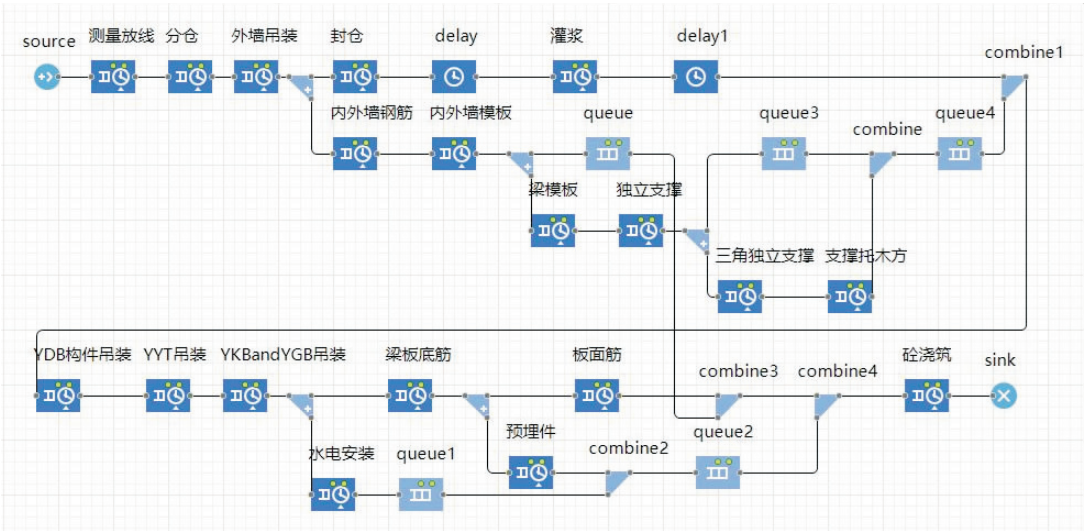 source
测量放线
分仓
外墙吊装
封仓
delay
灌浆
delay1
combine1
内外墙钢筋
内外墙模板
queue
queue3
combine
queue4
梁模板
独立支撑
三角独立支撑
支撑托木方
YDB构件吊装
YYT吊装
YKBandYGB吊装
梁板底筋
板面筋
combine3
combine4
砼浇筑
sink
水电安装
queue1
预埋件
combine2
queue2